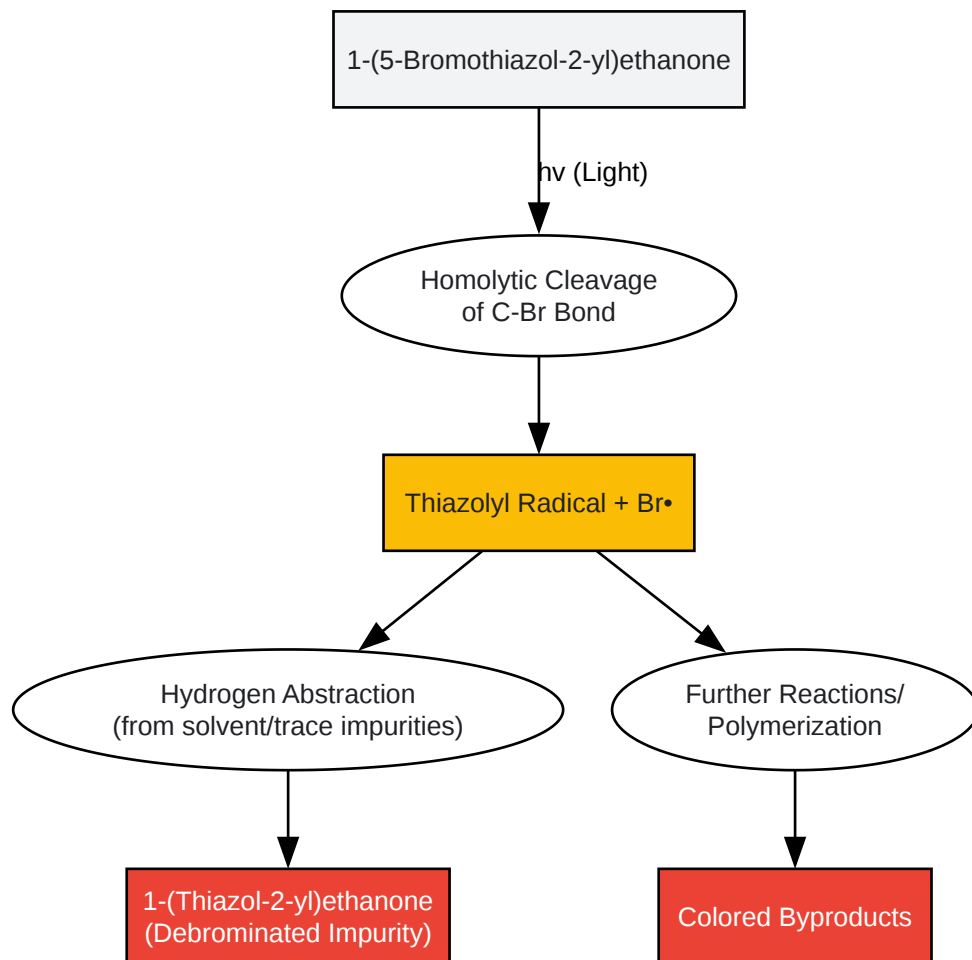 1-(5-Bromothiazol-2-yl)ethanone
hv (Light)
Homolytic Cleavage
of C-Br Bond
Thiazolyl Radical + Br•
Hydrogen Abstraction
(from solvent/trace impurities)
Further Reactions/
Polymerization
1-(Thiazol-2-yl)ethanone
(Debrominated Impurity)
Colored Byproducts